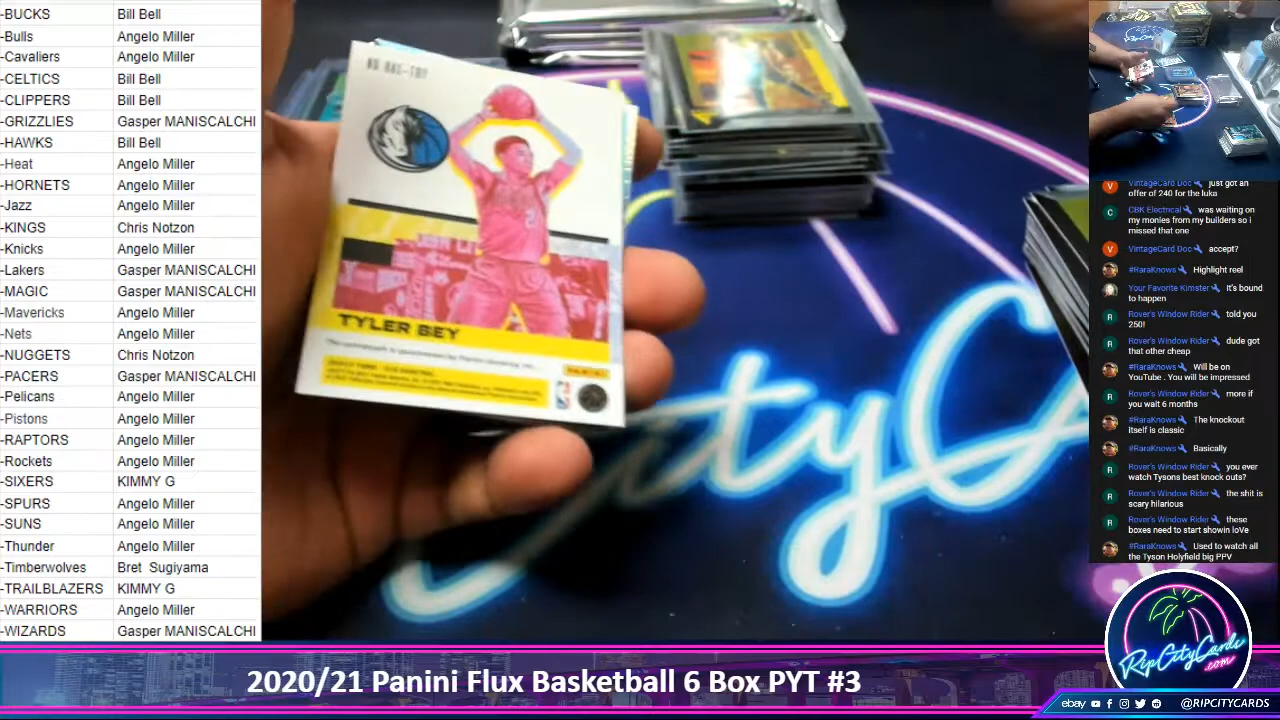 -BUCKS Bill Bell
-Bulls Angelo Miller
-Cavaliers Angelo Miller
-CELTICS Bill Bell
-CLIPPERS Bill Bell
-GRIZZLIES Gasper MANISCALCHI
-HAWKS Bill Bell
-Heat Angelo Miller
-HORNETS Angelo Miller
-Jazz Angelo Miller
-KINGS Chris Notzon
-Knicks Angelo Miller
-Lakers Gasper MANISCALCHI
-MAGIC Gasper MANISCALCHI
-Mavericks Angelo Miller
-Nets Angelo Miller
-NUGGETS Chris Notzon
-PACERS Gasper MANISCALCHI
-Pelicans Angelo Miller
-Pistons Angelo Miller
-RAPTORS Angelo Miller
-Rockets Angelo Miller
-SIXERS KIMMY G
-SPURS Angelo Miller
-SUNS Angelo Miller
-Thunder Angelo Miller
-Timberwolves Bret Sugiyama
-TRAILBLAZERS KIMMY G
-WARRIORS Angelo Miller
-WIZARDS Gasper MANISCALCHI
TYLER BEY
PANINI
VintageCard Doc just got an
offer of 240 for the luka
CBK Electrical was waiting on
my monies from my builders so i
missed that one
VintageCard Doc accept?
#RaraKnows Highlight reel
Your Favorite Kimster It's bound
to happen
Rover's Window Rider told you
250!
Rover's Window Rider dude got
that other cheap
#RaraKnows Will be on
YouTube . You will be impressed
Rover's Window Rider more if
you wait 6 months
#RaraKnows The knockout
itself is classic
#RaraKnows Basically
Rover's Window Rider you ever
watch Tysons best knock outs?
Rover's Window Rider the shit is
scary hilarious
Rover's Window Rider these
boxes need to start showin loVe
#RaraKnows Used to watch all
the Tyson Holyfield big PPV
RipCityCards
.com
2020/21 Panini Flux Basketball 6 Box PYT #3
ebay @RIPCITYCARDS